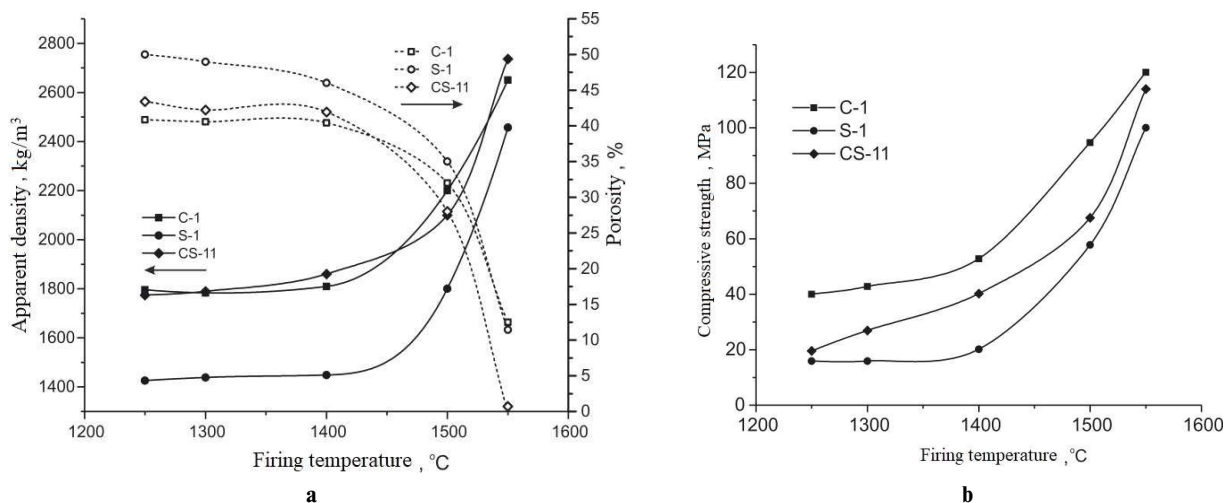 2800
2600
2400
2200
2000
1800
1600
1400
1200
1300
1400
1500
1600
55
50
45
40
35
30
25
20
15
10
5
0
Apparent density , kg/m³
Porosity , %
Firing temperature , °C
C-1
S-1
CS-11
C-1
S-1
CS-11
a
120
100
80
60
40
20
0
1200
1300
1400
1500
1600
Compressive strength , MPa
Firing temperature , °C
C-1
S-1
CS-11
b